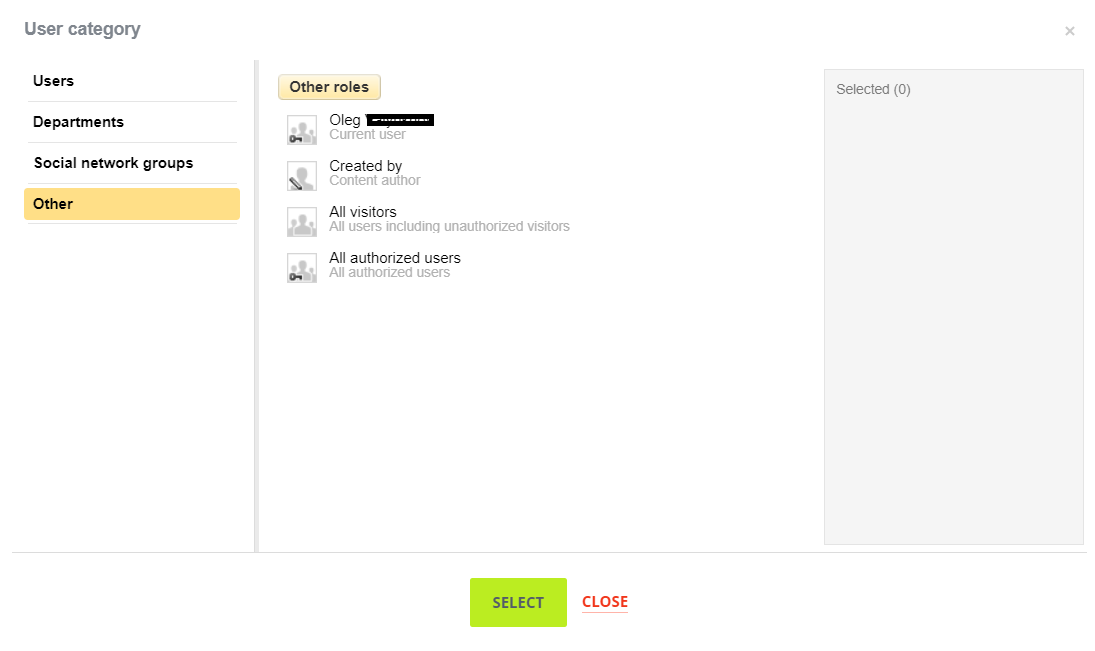 User category
×
Users
Departments
Social network groups
Other
Other roles
Oleg
Current user
Created by
Content author
All visitors
All users including unauthorized visitors
All authorized users
All authorized users
Selected (0)
SELECT
CLOSE